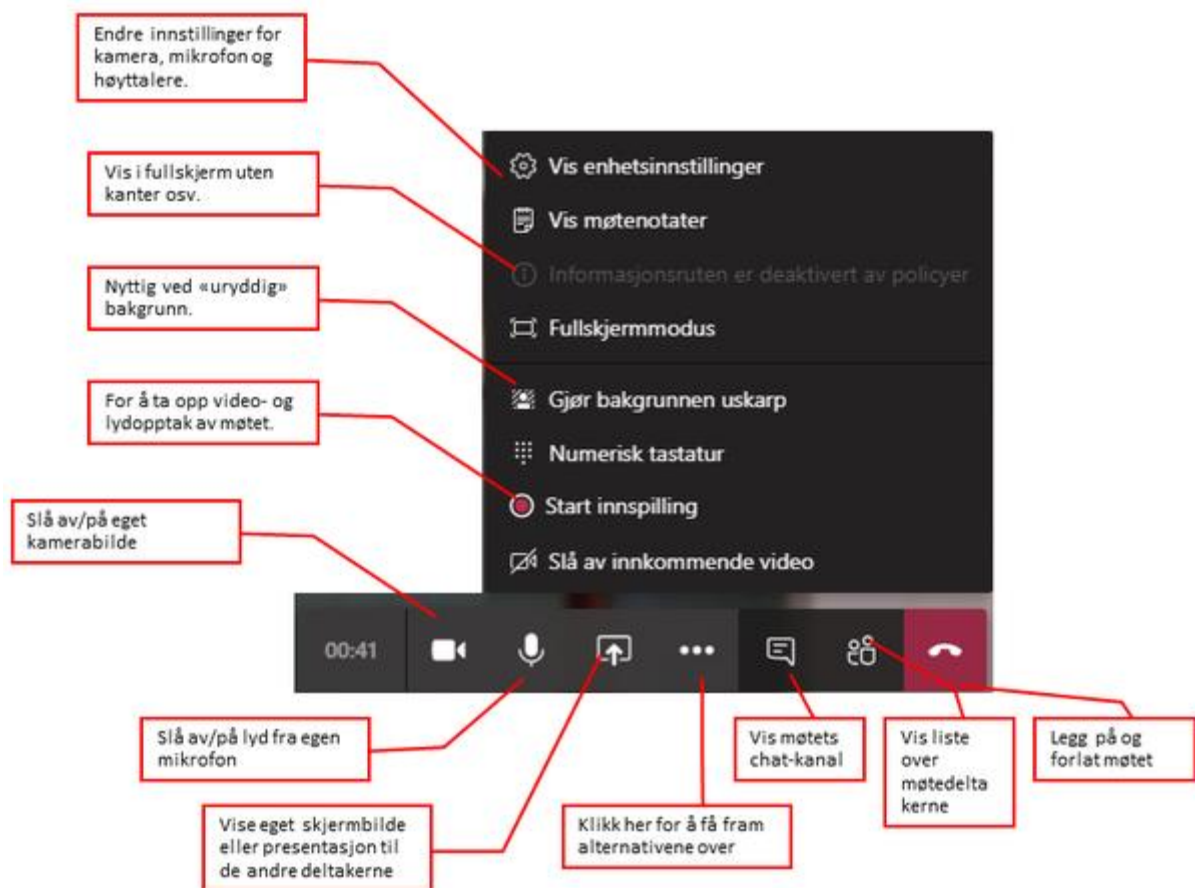 Endre innstillinger for
kamera, mikrofon og
høyttalere.
Vis i fullskjerm uten
kanter osv.
Nyttig ved «uryddig»
bakgrunn.
For å ta opp video- og
lydopptak av møtet.
Slå av/på eget
kamerabilde
Vis enhetsinnstillinger
Vis møtenotater
Informasjonsruten er deaktivert av policyer
Fullskjermmodus
Gjør bakgrunnen uskarp
Numerisk tastatur
Start innspilling
Slå av innkommende video
00:41
Slå av/på lyd fra egen
mikrofon
Vise eget skjermbilde
eller presentasjon til
de andre deltakerne
Klikk her for å få fram
alternativene over
Vis møtets
chat-kanal
Vis liste
over
møtedelta
kerne
Legg på og
forlat møtet